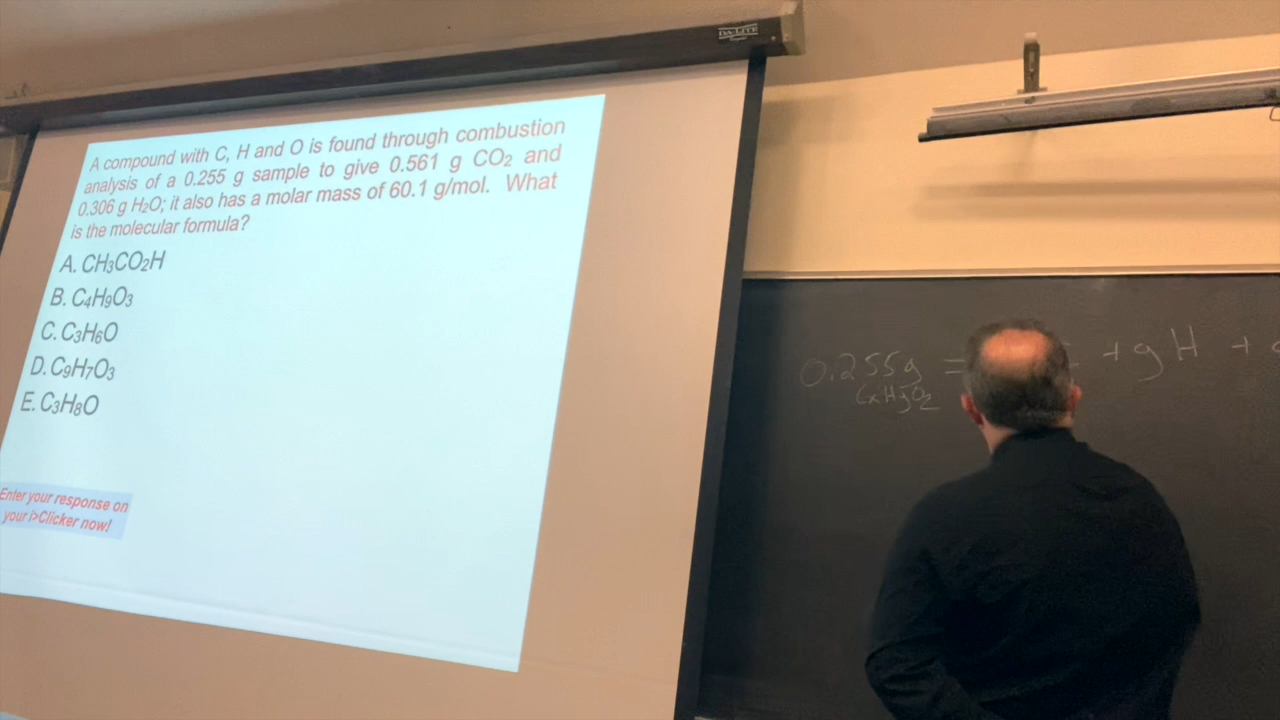 DA-LITE
A compound with C, H and O is found through combustion
analysis of a 0.255 g sample to give 0.561 g CO₂ and
0.306 g H₂O; it also has a molar mass of 60.1 g/mol. What
is the molecular formula?
A. CH₃CO₂H
B. C₄H₉O₃
C. C₃H₆O
D. C₉H₇O₃
E. C₃H₈O
Enter your response on
your i>Clicker now!
0.255g = + g H +
CxHyOz